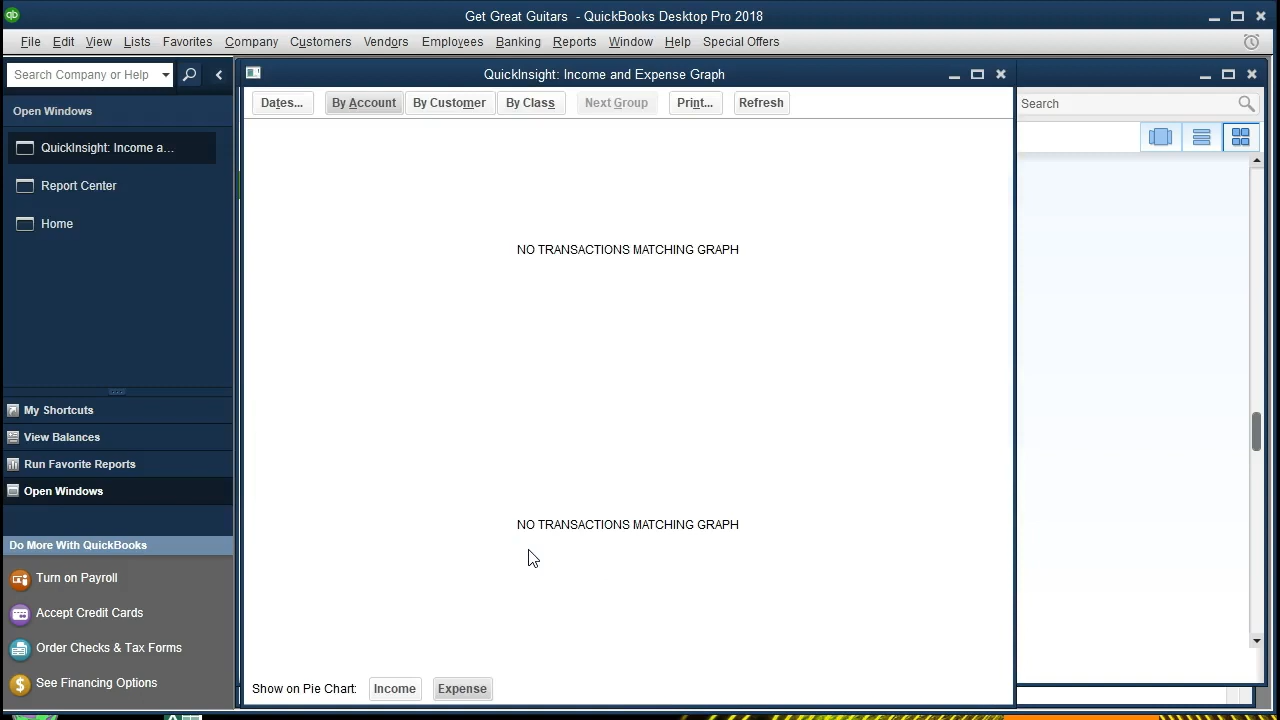 Get Great Guitars - QuickBooks Desktop Pro 2018
File Edit View Lists Favorites Company Customers Vendors Employees Banking Reports Window Help Special Offers
Search Company or Help
Open Windows
QuickInsight: Income a...
Report Center
Home
My Shortcuts
View Balances
Run Favorite Reports
Open Windows
Do More With QuickBooks
Turn on Payroll
Accept Credit Cards
Order Checks & Tax Forms
See Financing Options
QuickInsight: Income and Expense Graph
Dates... By Account By Customer By Class Next Group Print... Refresh
NO TRANSACTIONS MATCHING GRAPH
NO TRANSACTIONS MATCHING GRAPH
Show on Pie Chart: Income Expense
Search